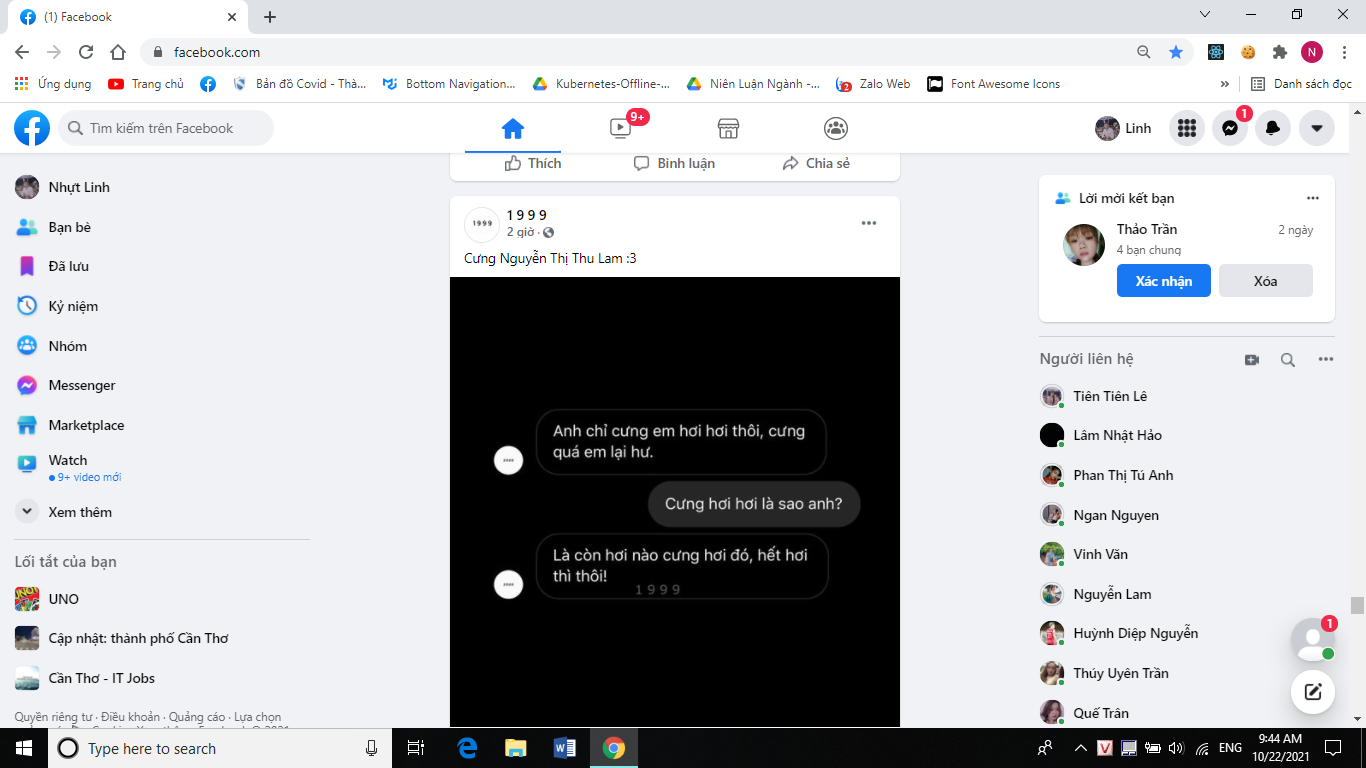 (1) Facebook
facebook.com
N
Ứng dụng
Trang chủ
Bản đồ Covid - Thà...
Bottom Navigation...
Kubernetes-Offline-...
Niên Luận Ngành -...
Zalo Web
Font Awesome Icons
»
Danh sách đọc
Tìm kiếm trên Facebook
9+
Linh
1
Nhựt Linh
Bạn bè
Đã lưu
Kỷ niệm
Nhóm
Messenger
Marketplace
Watch
9+ video mới
Xem thêm
Lối tắt của bạn
UNO
Cập nhật: thành phố Cần Thơ
Cần Thơ - IT Jobs
Quyền riêng tư · Điều khoản · Quảng cáo · Lựa chọn
Thích
Bình luận
Chia sẻ
1999
1 9 9 9
2 giờ ·
Cưng Nguyễn Thị Thu Lam :3
Anh chỉ cưng em hơi hơi thôi, cưng
quá em lại hư.
Cưng hơi hơi là sao anh?
Là còn hơi nào cưng hơi đó, hết hơi
thì thôi!
1 9 9 9
Lời mời kết bạn
Thảo Trần
2 ngày
4 bạn chung
Xác nhận
Xóa
Người liên hệ
Tiên Tiên Lê
Lâm Nhật Hảo
Phan Thị Tú Anh
Ngan Nguyen
Vinh Văn
Nguyễn Lam
Huỳnh Diệp Nguyễn
Thúy Uyên Trần
Quế Trân
1
Type here to search
ENG
9:44 AM
10/22/2021